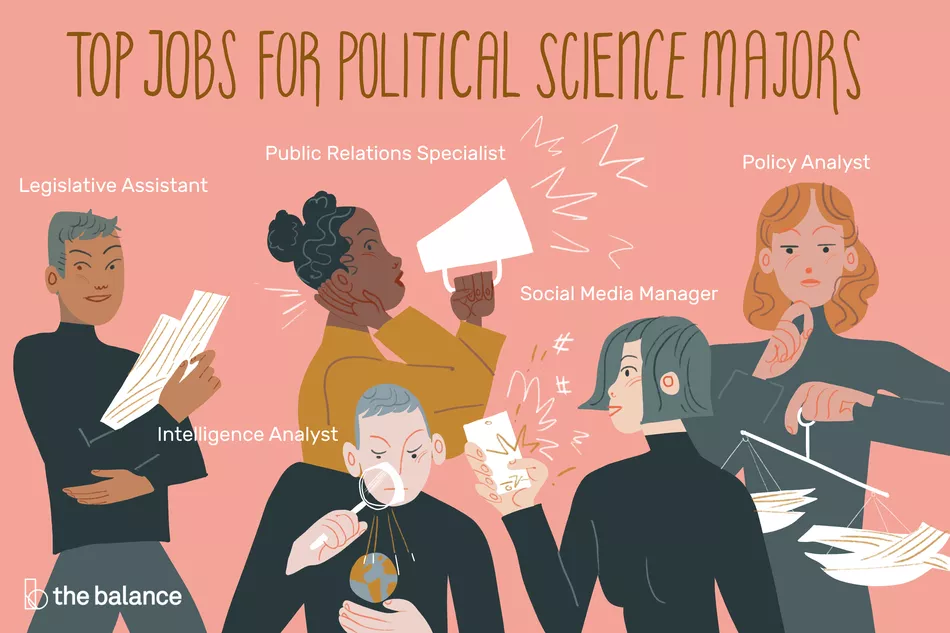 TOP JOBS FOR POLITICAL SCIENCE MAJORS
Public Relations Specialist
Policy Analyst
Legislative Assistant
Social Media Manager
#
#
Intelligence Analyst
the balance